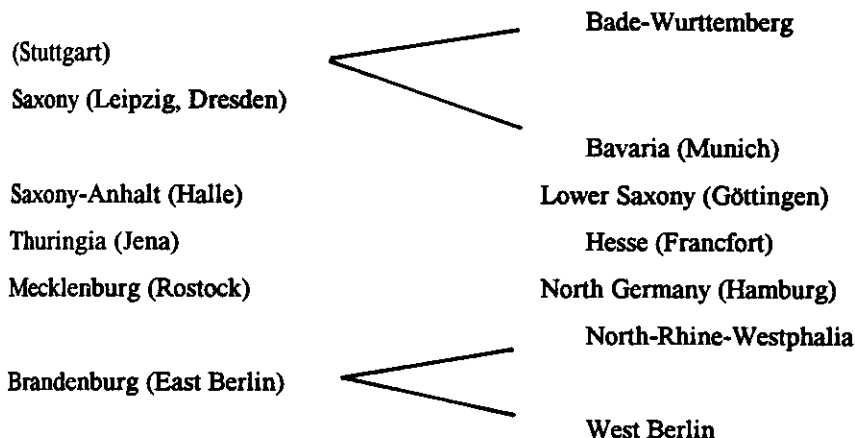 Bade-Wurttemberg
(Stuttgart)
Saxony (Leipzig, Dresden)
Bavaria (Munich)
Saxony-Anhalt (Halle) Lower Saxony (Göttingen)
Thuringia (Jena) Hesse (Francfort)
Mecklenburg (Rostock) North Germany (Hamburg)
North-Rhine-Westphalia
Brandenburg (East Berlin)
West Berlin